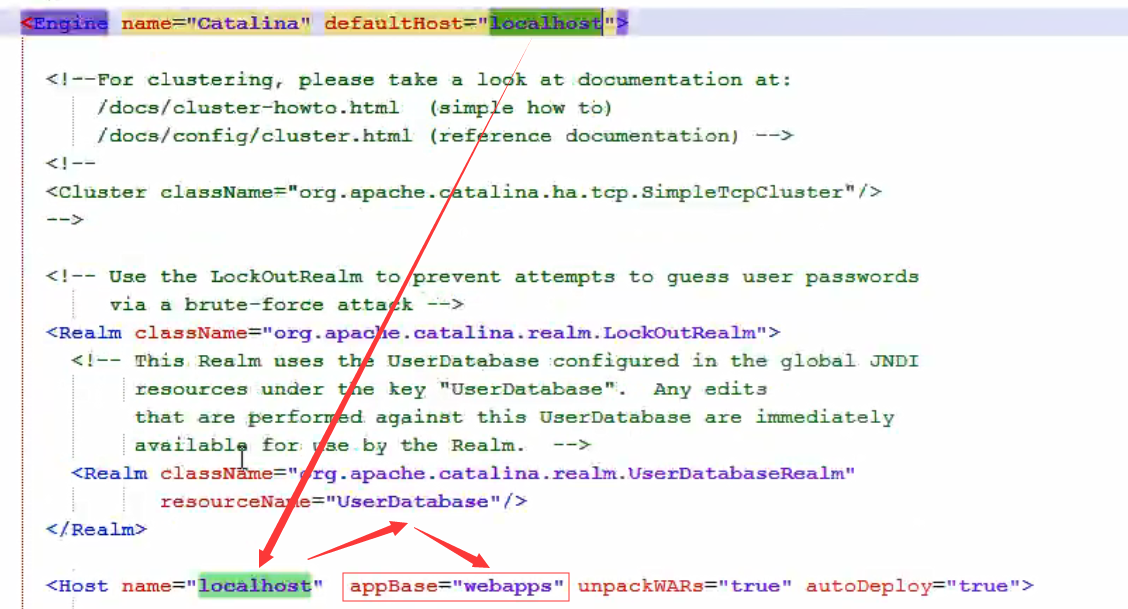 <Engine name="Catalina" defaultHost="localhost">
<!--For clustering, please take a look at documentation at:
/docs/cluster-howto.html (simple how to)
/docs/config/cluster.html (reference documentation) -->
<!--
<Cluster className="org.apache.catalina.ha.tcp.SimpleTcpCluster"/>
-->
<!-- Use the LockOutRealm to prevent attempts to guess user passwords
via a brute-force attack -->
<Realm className="org.apache.catalina.realm.LockOutRealm">
<!-- This Realm uses the UserDatabase configured in the global JNDI
resources under the key "UserDatabase". Any edits
that are performed against this UserDatabase are immediately
available for use by the Realm. -->
<Realm className="org.apache.catalina.realm.UserDatabaseRealm"
resourceName="UserDatabase"/>
</Realm>
<Host name="localhost" appBase="webapps" unpackWARs="true" autoDeploy="true">